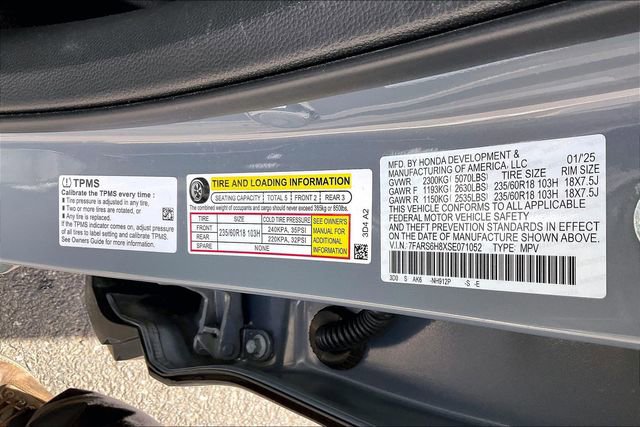 TPMS
Calibrate the TPMS every time :
Tire pressure is adjusted in any tire,
Two or more tires are rotated, or
Any tire is replaced.
If the TPMS indicator comes on, adjust pressure
of all tires to label setting and calibrate TPMS.
See Owners Guide for more information.
TIRE AND LOADING INFORMATION
SEATING CAPACITY TOTAL 5 FRONT 2 REAR 3
The combined weight of occupants and cargo should never exceed
TIRE SIZE COLD TIRE PRESSURE
FRONT 235/60R18 103H 240KPA, 35PSI
REAR 220KPA, 32PSI
SPARE NONE
SEE OWNER'S
MANUAL FOR
ADDITIONAL
INFORMATION
3D4 A2
MFD. BY HONDA DEVELOPMENT & 01/'25
MANUFACTURING OF AMERICA, LLC TIRE SIZE RIM SIZE
GVWR 2300KG( 5070LBS) 235/60R18 103H 18X7.5J
GAWR F 1193KG( 2630LBS) 235/60R18 103H 18X7.5J
GAWR R 1150KG( 2535LBS)
THIS VEHICLE CONFORMS TO ALL APPLICABLE
FEDERAL MOTOR VEHICLE SAFETY
AND THEFT PREVENTION STANDARDS IN EFFECT
ON THE DATE OF MANUFACTURE SHOWN ABOVE.
V.I.N: 7FARS6H8XSE071052 TYPE: MPV
3D0 S AK6 -NH912P -S -E